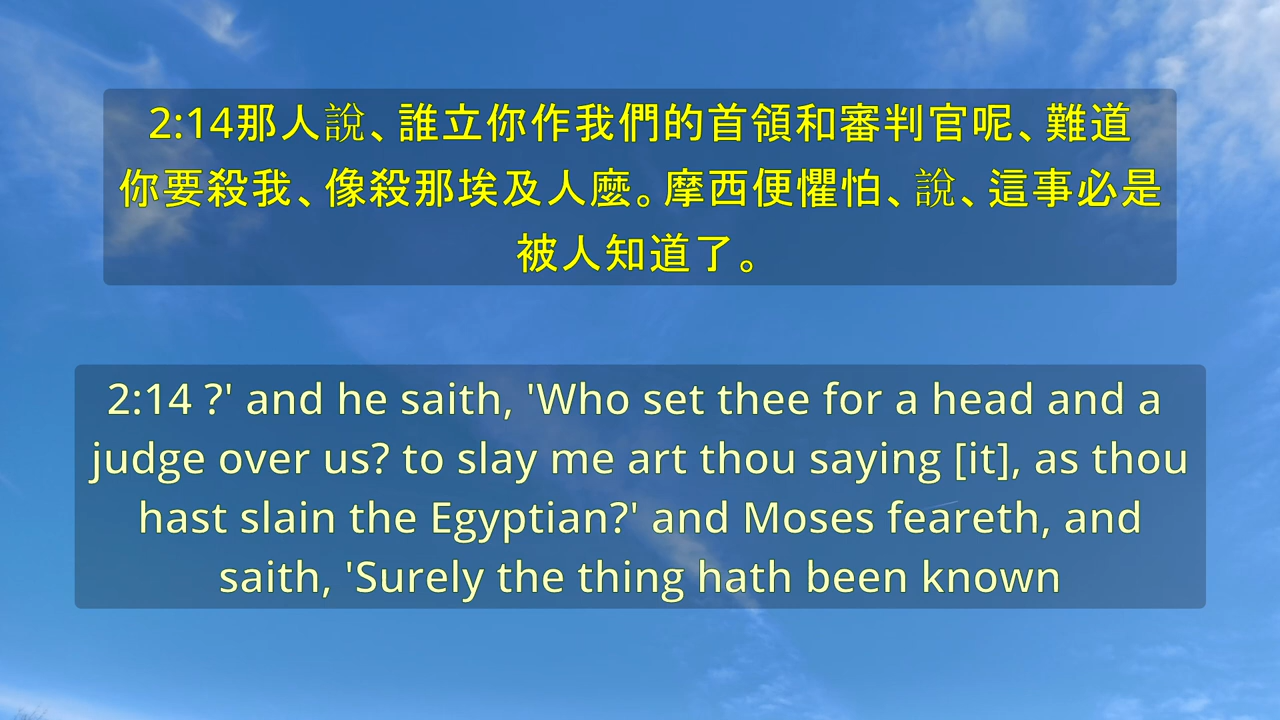 2:14那人說、誰立你作我們的首領和審判官呢、難道
你要殺我、像殺那埃及人麼。摩西便懼怕、說、這事必是
被人知道了。
2:14 ?' and he saith, 'Who set thee for a head and a
judge over us? to slay me art thou saying [it], as thou
hast slain the Egyptian?' and Moses feareth, and
saith, 'Surely the thing hath been known